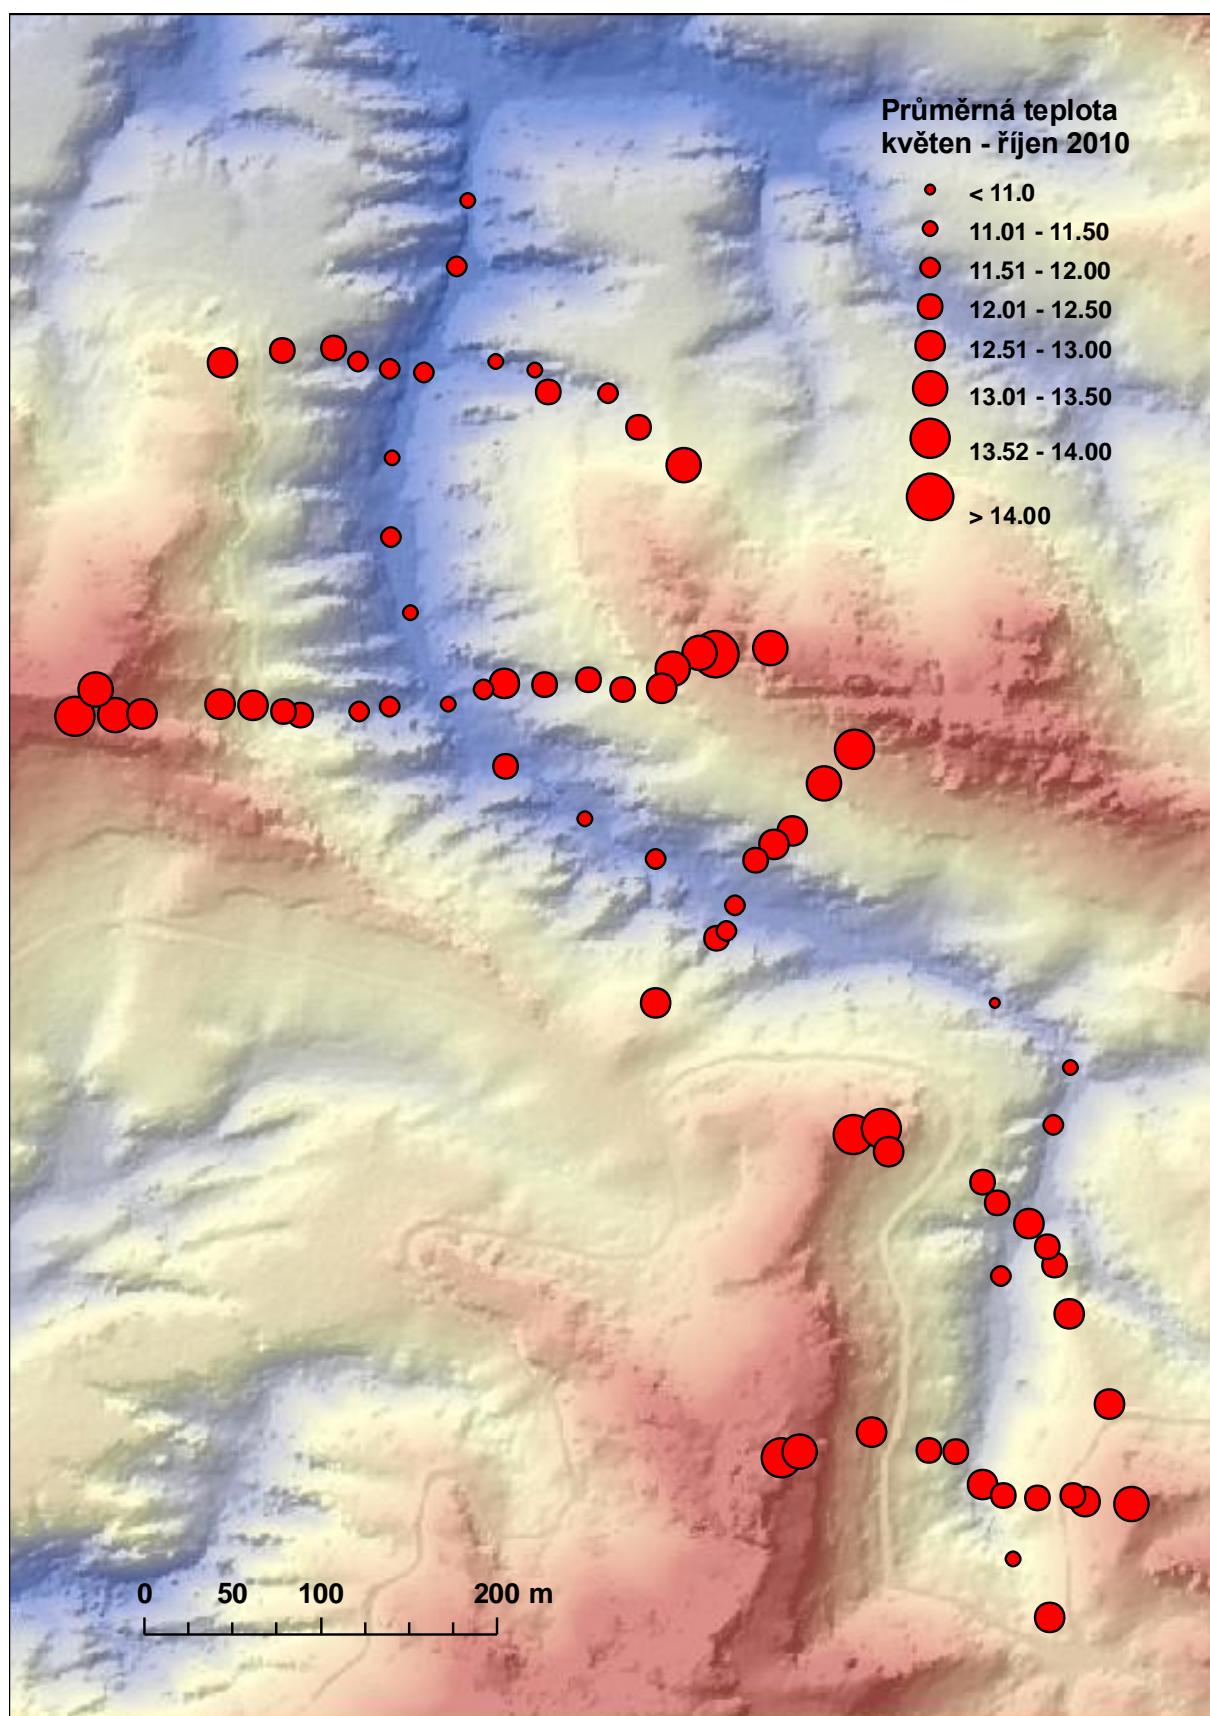 Průměrná teplota
květen - říjen 2010
< 11.0
11.01 - 11.50
11.51 - 12.00
12.01 - 12.50
12.51 - 13.00
13.01 - 13.50
13.52 - 14.00
> 14.00
0 50 100 200 m